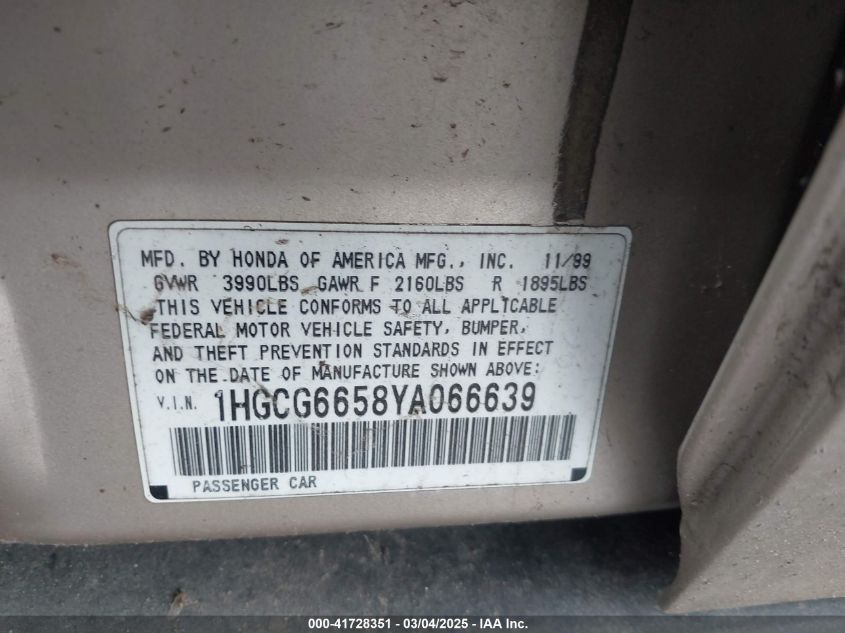 MFD. BY HONDA OF AMERICA MFG., INC. 11/99
GVWR 3990LBS GAWR F 2160LBS R 1895LBS
THIS VEHICLE CONFORMS TO ALL APPLICABLE
FEDERAL MOTOR VEHICLE SAFETY, BUMPER,
AND THEFT PREVENTION STANDARDS IN EFFECT
ON THE DATE OF MANUFACTURE SHOWN ABOVE:
V.I.N. 1HGCG6658YA066639
PASSENGER CAR
000-41728351 - 03/04/2025 - IAA Inc.